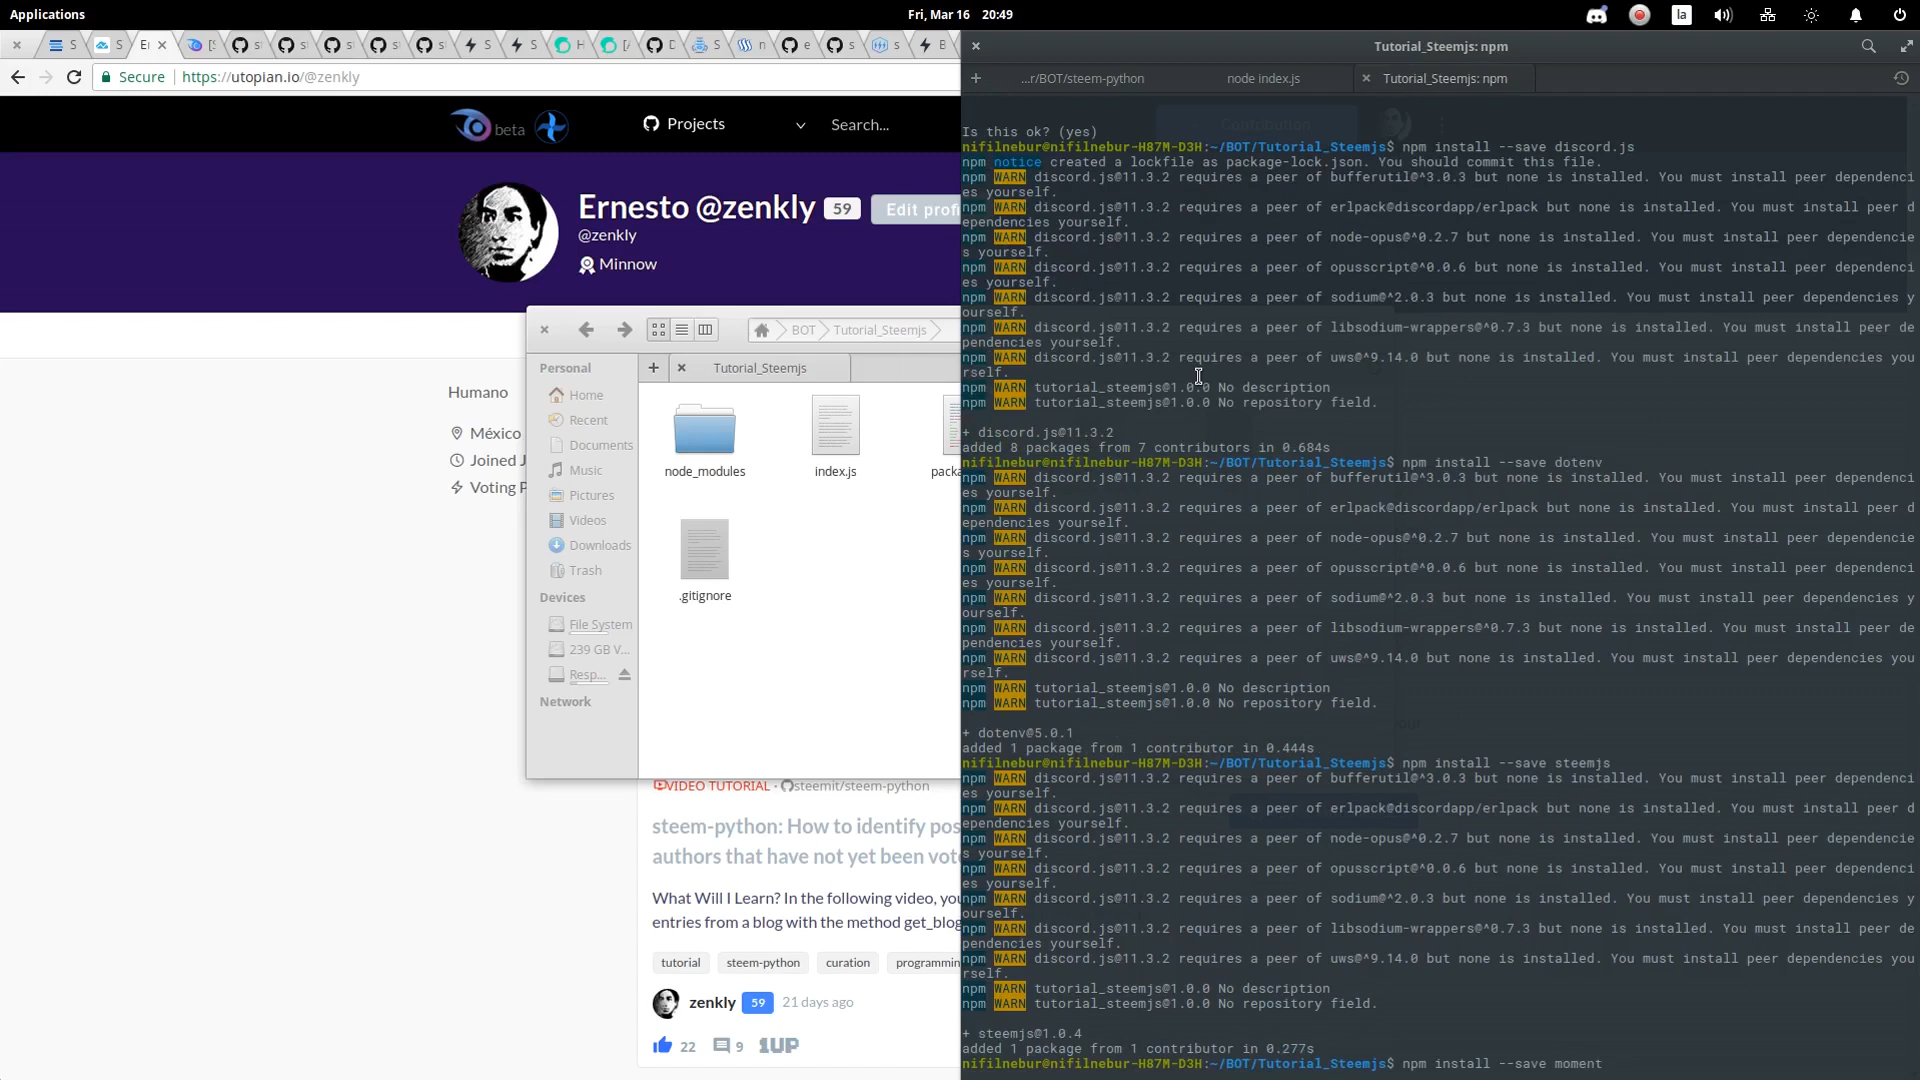 Applications
Fri, Mar 16 20:49
la
Secure
https://utopian.io/@zenkly
beta
Projects
Search...
Ernesto @zenkly 59
Edit profi
@zenkly
Minnow
Humano
México
Joined J
Voting P
BOT
Tutorial_Steemjs
Personal
Tutorial_Steemjs
Home
Recent
Documents
Music
Pictures
Videos
Downloads
Trash
Devices
File System
239 GB V...
Resp...
Network
node_modules
index.js
packa
.gitignore
VIDEO TUTORIAL · steemit/steem-python
steem-python: How to identify pos
authors that have not yet been vot
What Will I Learn? In the following video, you
entries from a blog with the method get_blog
tutorial
steem-python
curation
programmin
zenkly 59 21 days ago
22
9
1UP
Tutorial_Steemjs: npm
...r/BOT/steem-python
node index.js
Tutorial_Steemjs: npm
Contribution
Is this ok? (yes)
nifilnebur@nifilnebur-H87M-D3H:~/BOT/Tutorial_Steemjs$ npm install --save discord.js
npm notice created a lockfile as package-lock.json. You should commit this file.
npm WARN discord.js@11.3.2 requires a peer of bufferutil@^3.0.3 but none is installed. You must install peer dependenci
es yourself.
npm WARN discord.js@11.3.2 requires a peer of erlpack@discordapp/erlpack but none is installed. You must install peer d
ependencies yourself.
npm WARN discord.js@11.3.2 requires a peer of node-opus@^0.2.7 but none is installed. You must install peer dependencie
s yourself.
npm WARN discord.js@11.3.2 requires a peer of opusscript@^0.0.6 but none is installed. You must install peer dependenci
es yourself.
npm WARN discord.js@11.3.2 requires a peer of sodium@^2.0.3 but none is installed. You must install peer dependencies y
ourself.
npm WARN discord.js@11.3.2 requires a peer of libsodium-wrappers@^0.7.3 but none is installed. You must install peer de
pendencies yourself.
npm WARN discord.js@11.3.2 requires a peer of uws@^9.14.0 but none is installed. You must install peer dependencies you
rself.
npm WARN tutorial_steemjs@1.0.0 No description
npm WARN tutorial_steemjs@1.0.0 No repository field.
+ discord.js@11.3.2
added 8 packages from 7 contributors in 0.684s
nifilnebur@nifilnebur-H87M-D3H:~/BOT/Tutorial_Steemjs$ npm install --save dotenv
npm WARN discord.js@11.3.2 requires a peer of bufferutil@^3.0.3 but none is installed. You must install peer dependenci
es yourself.
npm WARN discord.js@11.3.2 requires a peer of erlpack@discordapp/erlpack but none is installed. You must install peer d
ependencies yourself.
npm WARN discord.js@11.3.2 requires a peer of node-opus@^0.2.7 but none is installed. You must install peer dependencie
s yourself.
npm WARN discord.js@11.3.2 requires a peer of opusscript@^0.0.6 but none is installed. You must install peer dependenci
es yourself.
npm WARN discord.js@11.3.2 requires a peer of sodium@^2.0.3 but none is installed. You must install peer dependencies y
ourself.
npm WARN discord.js@11.3.2 requires a peer of libsodium-wrappers@^0.7.3 but none is installed. You must install peer de
pendencies yourself.
npm WARN discord.js@11.3.2 requires a peer of uws@^9.14.0 but none is installed. You must install peer dependencies you
rself.
npm WARN tutorial_steemjs@1.0.0 No description
npm WARN tutorial_steemjs@1.0.0 No repository field.
+ dotenv@5.0.1
added 1 package from 1 contributor in 0.444s
nifilnebur@nifilnebur-H87M-D3H:~/BOT/Tutorial_Steemjs$ npm install --save steemjs
npm WARN discord.js@11.3.2 requires a peer of bufferutil@^3.0.3 but none is installed. You must install peer dependenci
es yourself.
npm WARN discord.js@11.3.2 requires a peer of erlpack@discordapp/erlpack but none is installed. You must install peer d
ependencies yourself.
npm WARN discord.js@11.3.2 requires a peer of node-opus@^0.2.7 but none is installed. You must install peer dependencie
s yourself.
npm WARN discord.js@11.3.2 requires a peer of opusscript@^0.0.6 but none is installed. You must install peer dependenci
es yourself.
npm WARN discord.js@11.3.2 requires a peer of sodium@^2.0.3 but none is installed. You must install peer dependencies y
ourself.
npm WARN discord.js@11.3.2 requires a peer of libsodium-wrappers@^0.7.3 but none is installed. You must install peer de
pendencies yourself.
npm WARN discord.js@11.3.2 requires a peer of uws@^9.14.0 but none is installed. You must install peer dependencies you
rself.
npm WARN tutorial_steemjs@1.0.0 No description
npm WARN tutorial_steemjs@1.0.0 No repository field.
+ steemjs@1.0.4
added 1 package from 1 contributor in 0.277s
nifilnebur@nifilnebur-H87M-D3H:~/BOT/Tutorial_Steemjs$ npm install --save moment